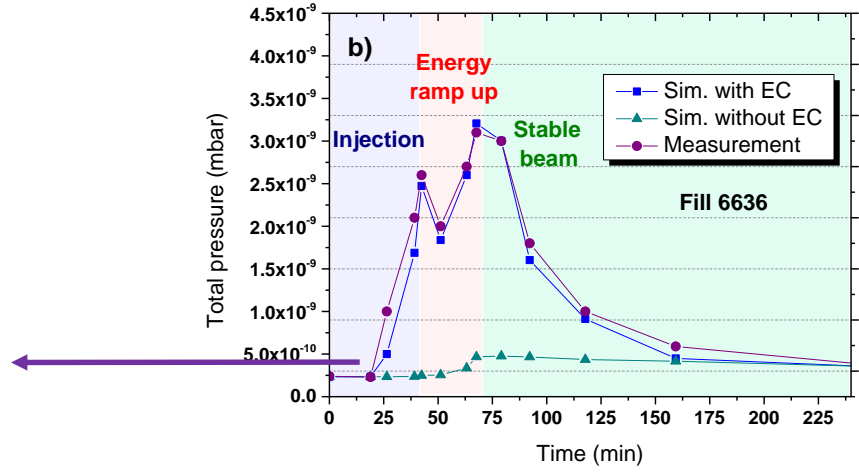 4.5x10⁻⁹
4.0x10⁻⁹
3.5x10⁻⁹
3.0x10⁻⁹
2.5x10⁻⁹
2.0x10⁻⁹
1.5x10⁻⁹
1.0x10⁻⁹
5.0x10⁻¹⁰
0.0
Total pressure (mbar)
b)
Energy
ramp up
Injection
Stable
beam
Sim. with EC
Sim. without EC
Measurement
Fill 6636
0 25 50 75 100 125 150 175 200 225
Time (min)